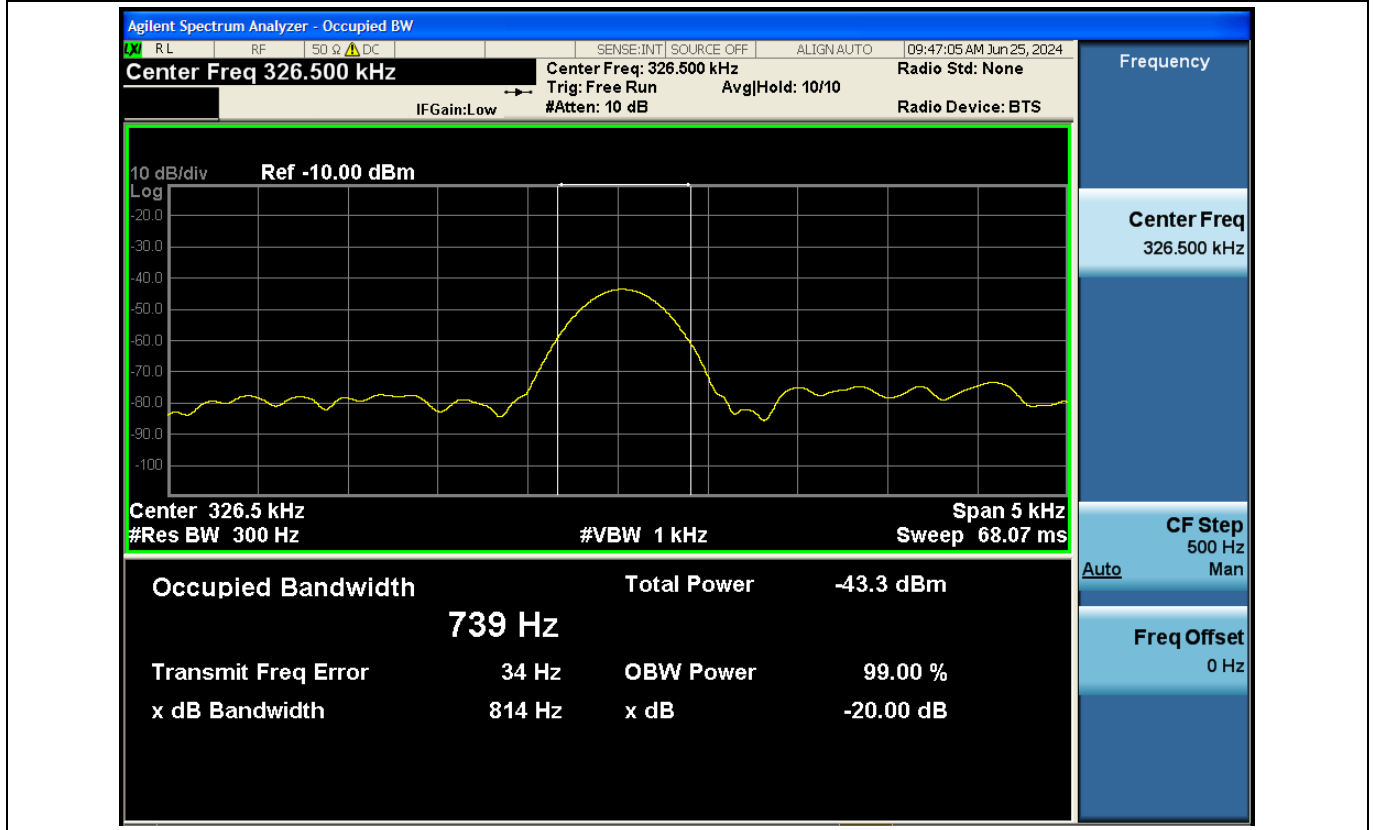 Agilent Spectrum Analyzer - Occupied BW
LXI RL RF 50 Ω DC SENSE:INT SOURCE OFF ALIGN AUTO 09:47:05 AM Jun 25, 2024
Center Freq 326.500 kHz
Center Freq: 326.500 kHz Radio Std: None
Trig: Free Run Avg|Hold: 10/10
IFGain:Low #Atten: 10 dB Radio Device: BTS
Frequency
10 dB/div Ref -10.00 dBm
Log
-20.0
-30.0
-40.0
-50.0
-60.0
-70.0
-80.0
-90.0
-100
Center 326.5 kHz Span 5 kHz
#Res BW 300 Hz #VBW 1 kHz Sweep 68.07 ms
Occupied Bandwidth Total Power -43.3 dBm
739 Hz
Transmit Freq Error 34 Hz OBW Power 99.00 %
x dB Bandwidth 814 Hz x dB -20.00 dB
Center Freq
326.500 kHz
CF Step
500 Hz
Auto Man
Freq Offset
0 Hz